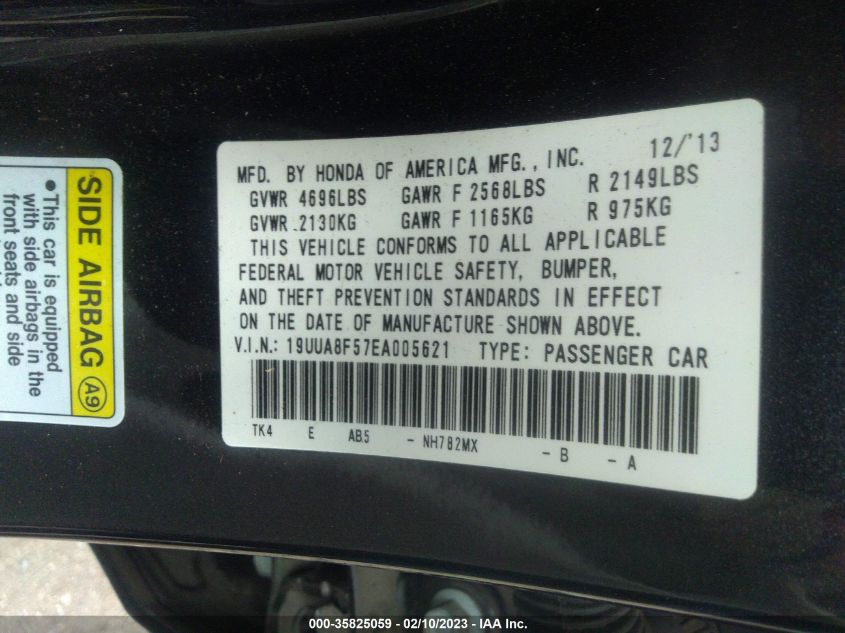 SIDE AIRBAG A9
•This car is equipped
with side airbags in the
front seats and side
MFD. BY HONDA OF AMERICA MFG., INC. 12/'13
GVWR 4696LBS GAWR F 2568LBS R 2149LBS
GVWR 2130KG GAWR F 1165KG R 975KG
THIS VEHICLE CONFORMS TO ALL APPLICABLE
FEDERAL MOTOR VEHICLE SAFETY, BUMPER,
AND THEFT PREVENTION STANDARDS IN EFFECT
ON THE DATE OF MANUFACTURE SHOWN ABOVE.
V.I.N.: 19UUA8F57EA005621 TYPE: PASSENGER CAR
TK4 E AB5 - NH782MX - B - A
000-35825059 - 02/10/2023 - IAA Inc.